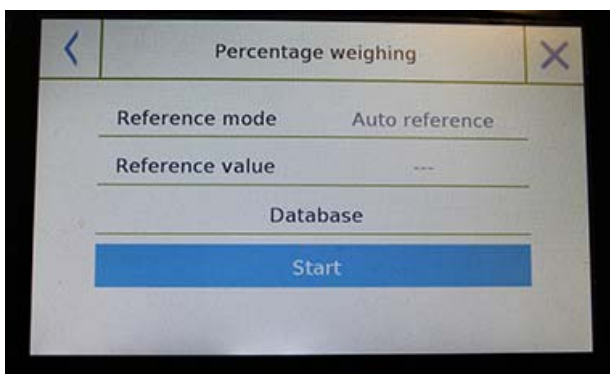 Percentage weighing
Reference mode Auto reference
Reference value ---
Database
Start